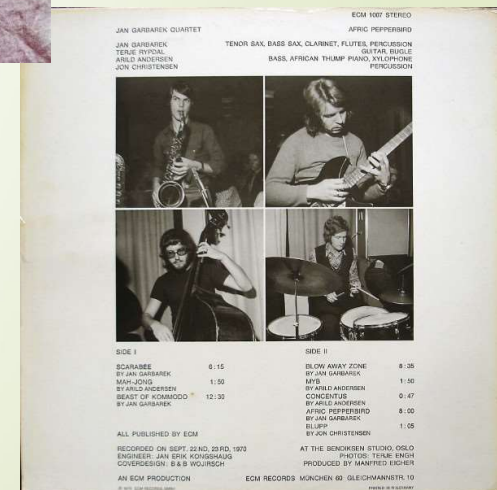 ECM 1007 STEREO
JAN GARBAREK QUARTET AFRIC PEPPERBIRD
JAN GARBAREK TENOR SAX, BASS SAX, CLARINET, FLUTES, PERCUSSION
TERJE RYPDAL GUITAR, BUGLE
ARILD ANDERSEN BASS, AFRICAN THUMP PIANO, XYLOPHONE
JON CHRISTENSEN PERCUSSION
SIDE I
SCARABEE 6:15
BY JAN GARBAREK
MAH-JONG 1:50
BY ARILD ANDERSEN
BEAST OF KOMMODO 12:30
BY JAN GARBAREK
SIDE II
BLOW AWAY ZONE 8:35
BY JAN GARBAREK
MYB 1:50
BY ARILD ANDERSEN
CONCENTUS 0:47
BY ARILD ANDERSEN
AFRIC PEPPERBIRD 8:00
BY JAN GARBAREK
BLUPP 1:05
BY JON CHRISTENSEN
ALL PUBLISHED BY ECM
RECORDED ON SEPT. 22ND, 23RD, 1970 AT THE BENDIKSEN STUDIO, OSLO
ENGINEER: JAN ERIK KONGSHAUG PHOTOS: TERJE ENGH
COVERDESIGN: B & B WOJIRSCH PRODUCED BY MANFRED EICHER
AN ECM PRODUCTION ECM RECORDS MÜNCHEN 60 GLEICHMANNSTR. 10